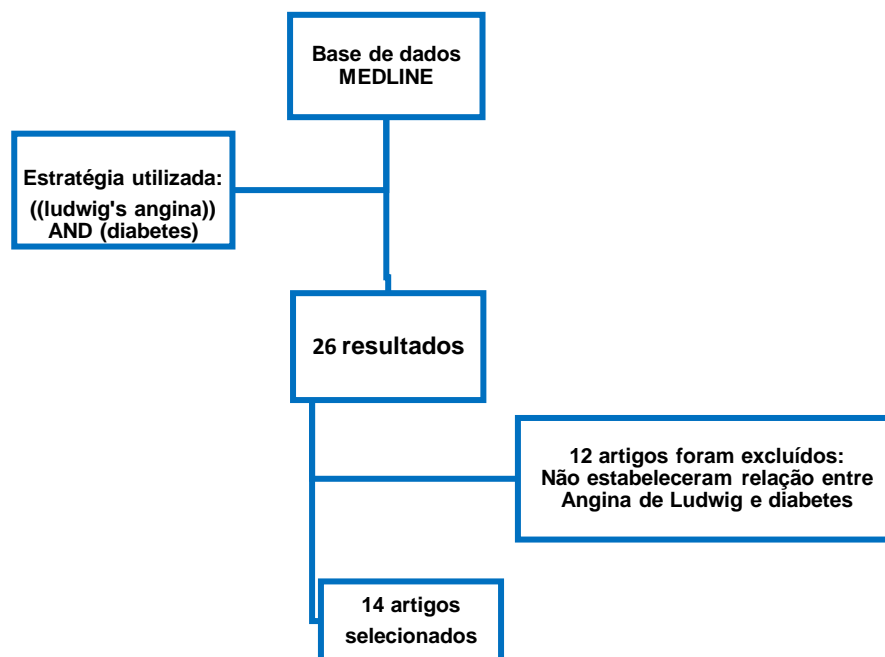 Base de dados
MEDLINE
Estratégia utilizada:
((ludwig's angina))
AND (diabetes)
26 resultados
12 artigos foram excluídos:
Não estabeleceram relação entre
Angina de Ludwig e diabetes
14 artigos
selecionados